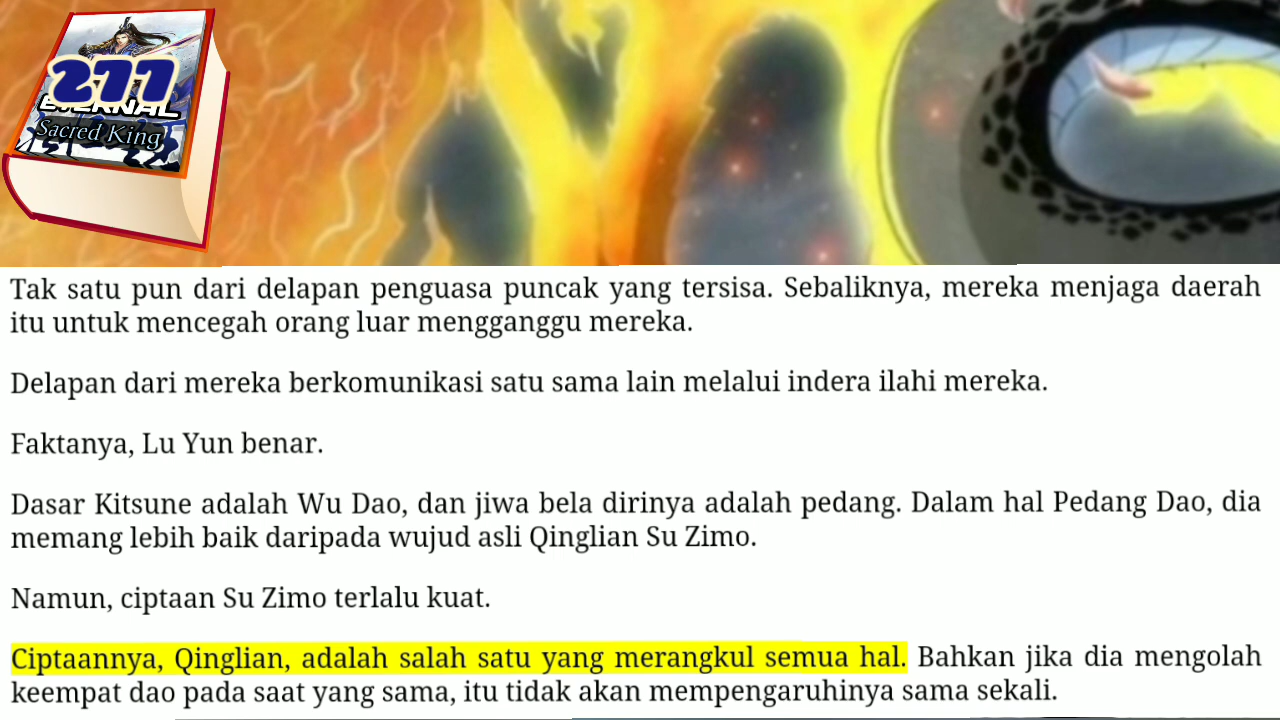 277
ETERNAL
Sacred King
Tak satu pun dari delapan penguasa puncak yang tersisa. Sebaliknya, mereka menjaga daerah
itu untuk mencegah orang luar mengganggu mereka.
Delapan dari mereka berkomunikasi satu sama lain melalui indera ilahi mereka.
Faktanya, Lu Yun benar.
Dasar Kitsune adalah Wu Dao, dan jiwa bela dirinya adalah pedang. Dalam hal Pedang Dao, dia
memang lebih baik daripada wujud asli Qinglian Su Zimo.
Namun, ciptaan Su Zimo terlalu kuat.
Ciptaannya, Qinglian, adalah salah satu yang merangkul semua hal. Bahkan jika dia mengolah
keempat dao pada saat yang sama, itu tidak akan mempengaruhinya sama sekali.